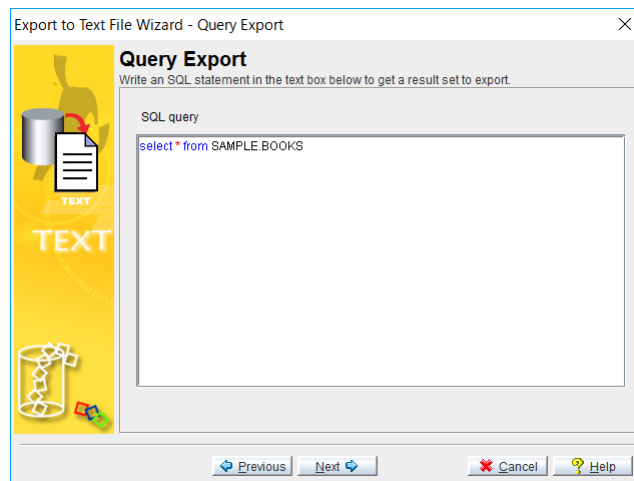 Export to Text File Wizard - Query Export
Query Export
Write an SQL statement in the text box below to get a result set to export.
SQL query
select * from SAMPLE.BOOKS
TEXT
TEXT
Previous Next Cancel Help